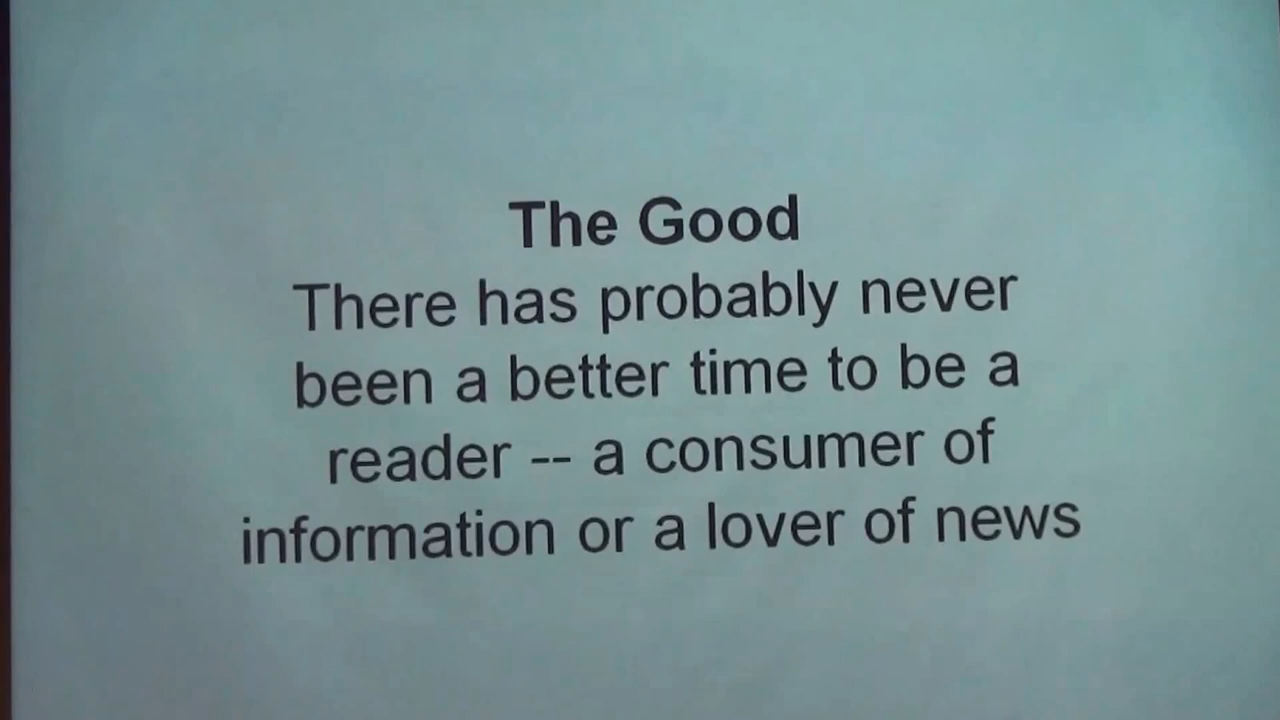 The Good
There has probably never
been a better time to be a
reader -- a consumer of
information or a lover of news